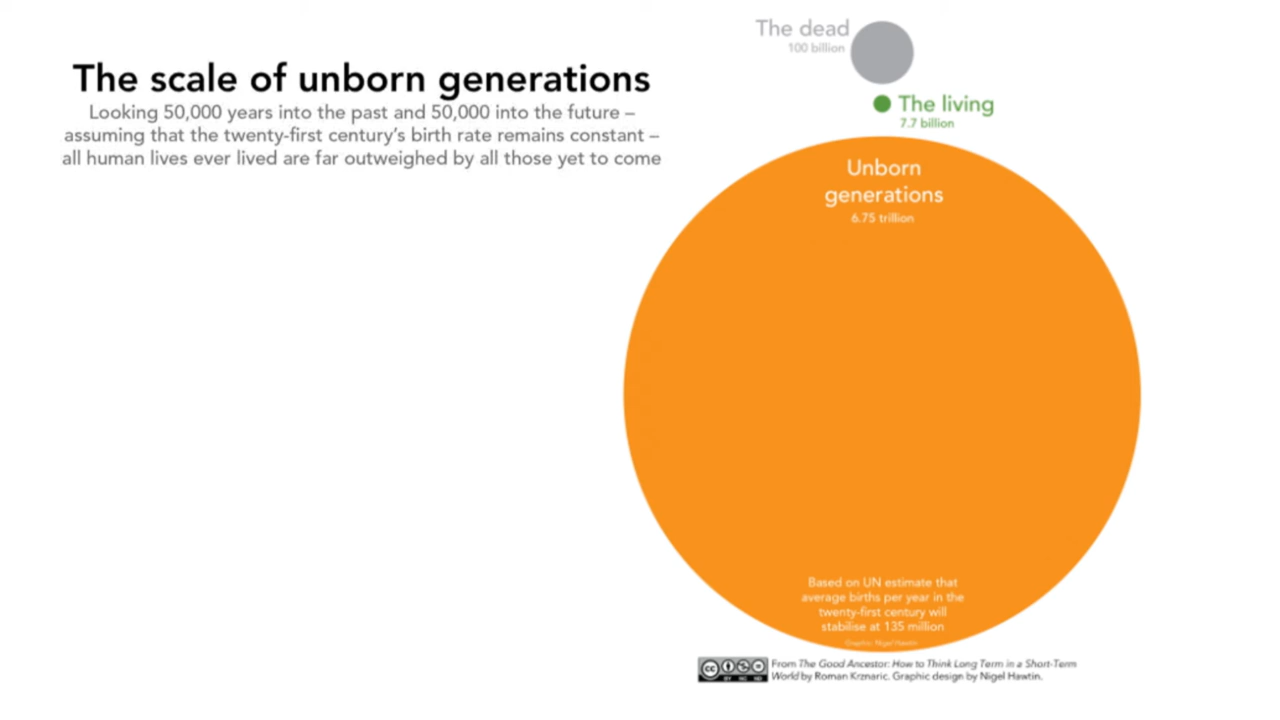 The scale of unborn generations
Looking 50,000 years into the past and 50,000 into the future –
assuming that the twenty-first century's birth rate remains constant –
all human lives ever lived are far outweighed by all those yet to come
The dead
100 billion
The living
7.7 billion
Unborn
generations
6.75 trillion
Based on UN estimate that
average births per year in the
twenty-first century will
stabilise at 135 million
Graphic: Nigel Hawtin
cc
BY NC ND
From The Good Ancestor: How to Think Long Term in a Short-Term
World by Roman Krznaric. Graphic design by Nigel Hawtin.